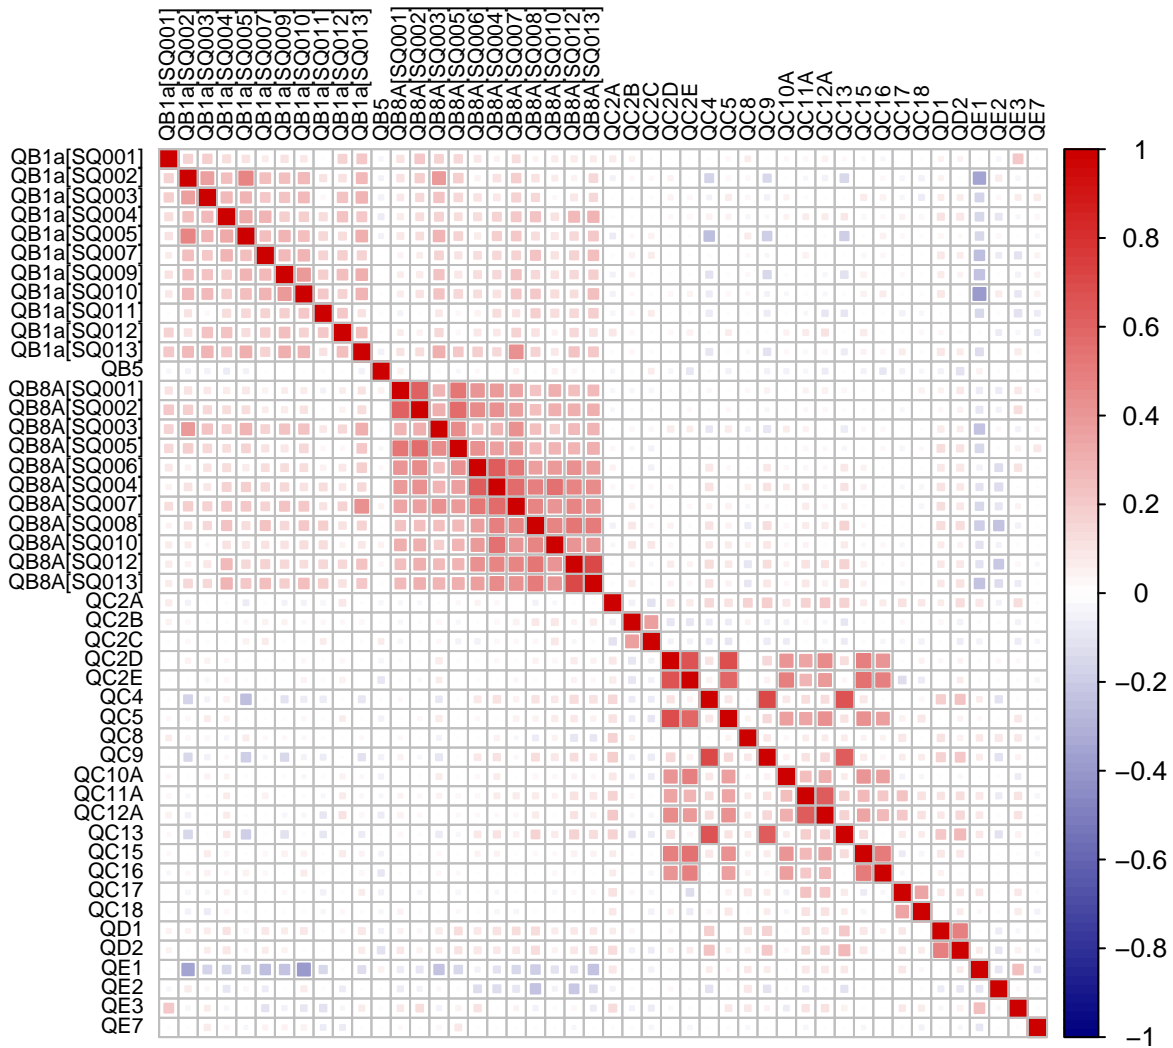 QB1a[SQ001]
QB1a[SQ002]
QB1a[SQ003]
QB1a[SQ004]
QB1a[SQ005]
QB1a[SQ007]
QB1a[SQ009]
QB1a[SQ010]
QB1a[SQ011]
QB1a[SQ012]
QB1a[SQ013]
QB5
QB8A[SQ001]
QB8A[SQ002]
QB8A[SQ003]
QB8A[SQ005]
QB8A[SQ006]
QB8A[SQ004]
QB8A[SQ007]
QB8A[SQ008]
QB8A[SQ010]
QB8A[SQ012]
QB8A[SQ013]
QC2A
QC2B
QC2C
QC2D
QC2E
QC4
QC5
QC8
QC9
QC10A
QC11A
QC12A
QC13
QC15
QC16
QC17
QC18
QD1
QD2
QE1
QE2
QE3
QE7
QB1a[SQ001]
QB1a[SQ002]
QB1a[SQ003]
QB1a[SQ004]
QB1a[SQ005]
QB1a[SQ007]
QB1a[SQ009]
QB1a[SQ010]
QB1a[SQ011]
QB1a[SQ012]
QB1a[SQ013]
QB5
QB8A[SQ001]
QB8A[SQ002]
QB8A[SQ003]
QB8A[SQ005]
QB8A[SQ006]
QB8A[SQ004]
QB8A[SQ007]
QB8A[SQ008]
QB8A[SQ010]
QB8A[SQ012]
QB8A[SQ013]
QC2A
QC2B
QC2C
QC2D
QC2E
QC4
QC5
QC8
QC9
QC10A
QC11A
QC12A
QC13
QC15
QC16
QC17
QC18
QD1
QD2
QE1
QE2
QE3
QE7
1
0.8
0.6
0.4
0.2
0
−0.2
−0.4
−0.6
−0.8
−1